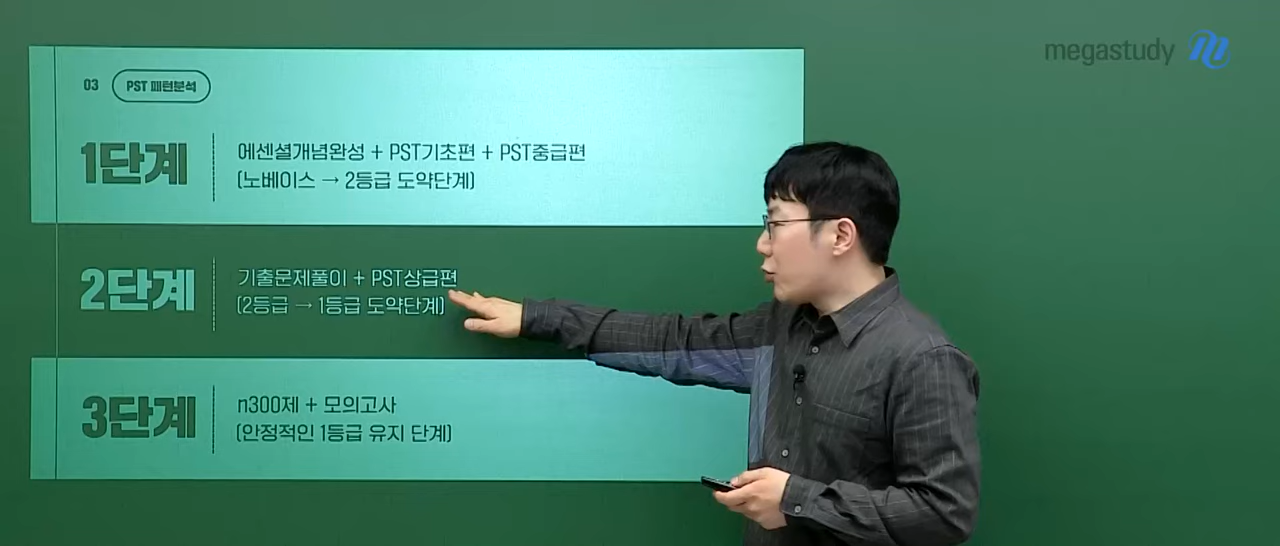 megastudy
03 PST 패턴분석
1단계
에센셜개념완성 + PST기초편 + PST중급편
(노베이스 → 2등급 도약단계)
2단계
기출문제풀이 + PST상급편
(2등급 → 1등급 도약단계)
3단계
n300제 + 모의고사
(안정적인 1등급 유지 단계)